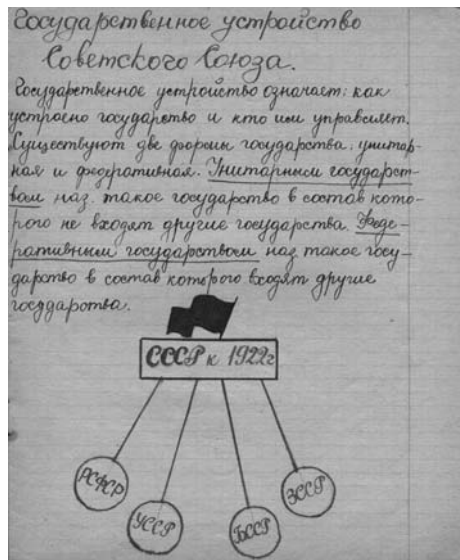 Государственное устройство
Советского Союза.
Государственное устройство означает: как
устроено государство и кто им управляет.
Существуют две формы государства: унитар-
ная и федеративная. Унитарным государст-
вом наз. такое государство в состав кото-
рого не входят другие государства. Феде-
ративным государством наз. такое госу-
дарство в состав которого входят другие
государства.
СССР к 1922г
РСФСР
УССР
БССР
ЗССР